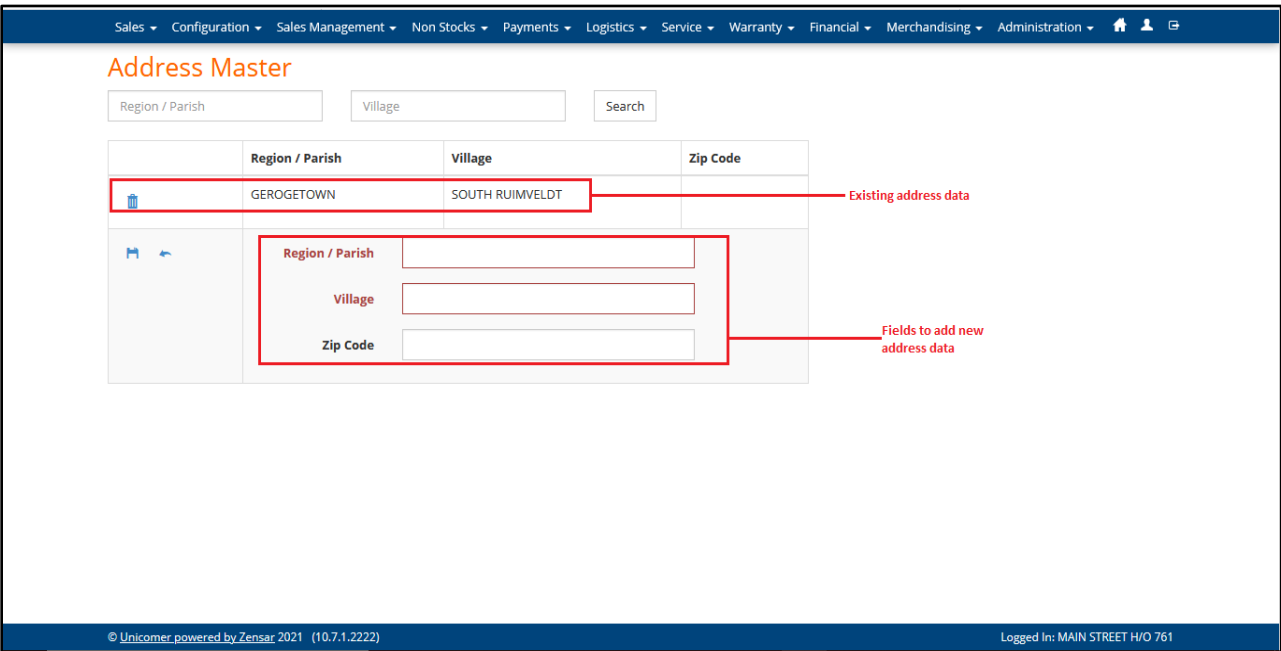 Sales Configuration Sales Management Non Stocks Payments Logistics Service Warranty Financial Merchandising Administration
Address Master
Region / Parish Village Search
Region / Parish Village Zip Code
GEROGETOWN SOUTH RUIMVELDT Existing address data
Region / Parish
Village
Fields to add new
address data
Zip Code
© Unicomer powered by Zensar 2021 (10.7.1.2222) Logged In: MAIN STREET H/O 761